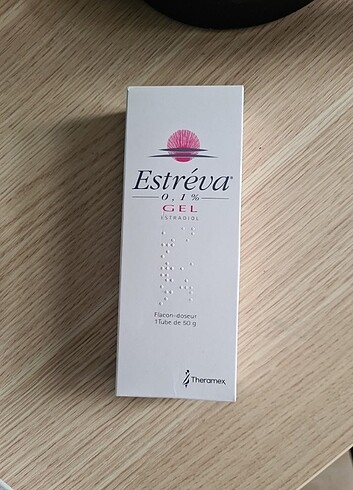 Estréva®
0,1%
GEL
ESTRADIOL
Flacon-doseur
1 Tube de 50 g
Theramex